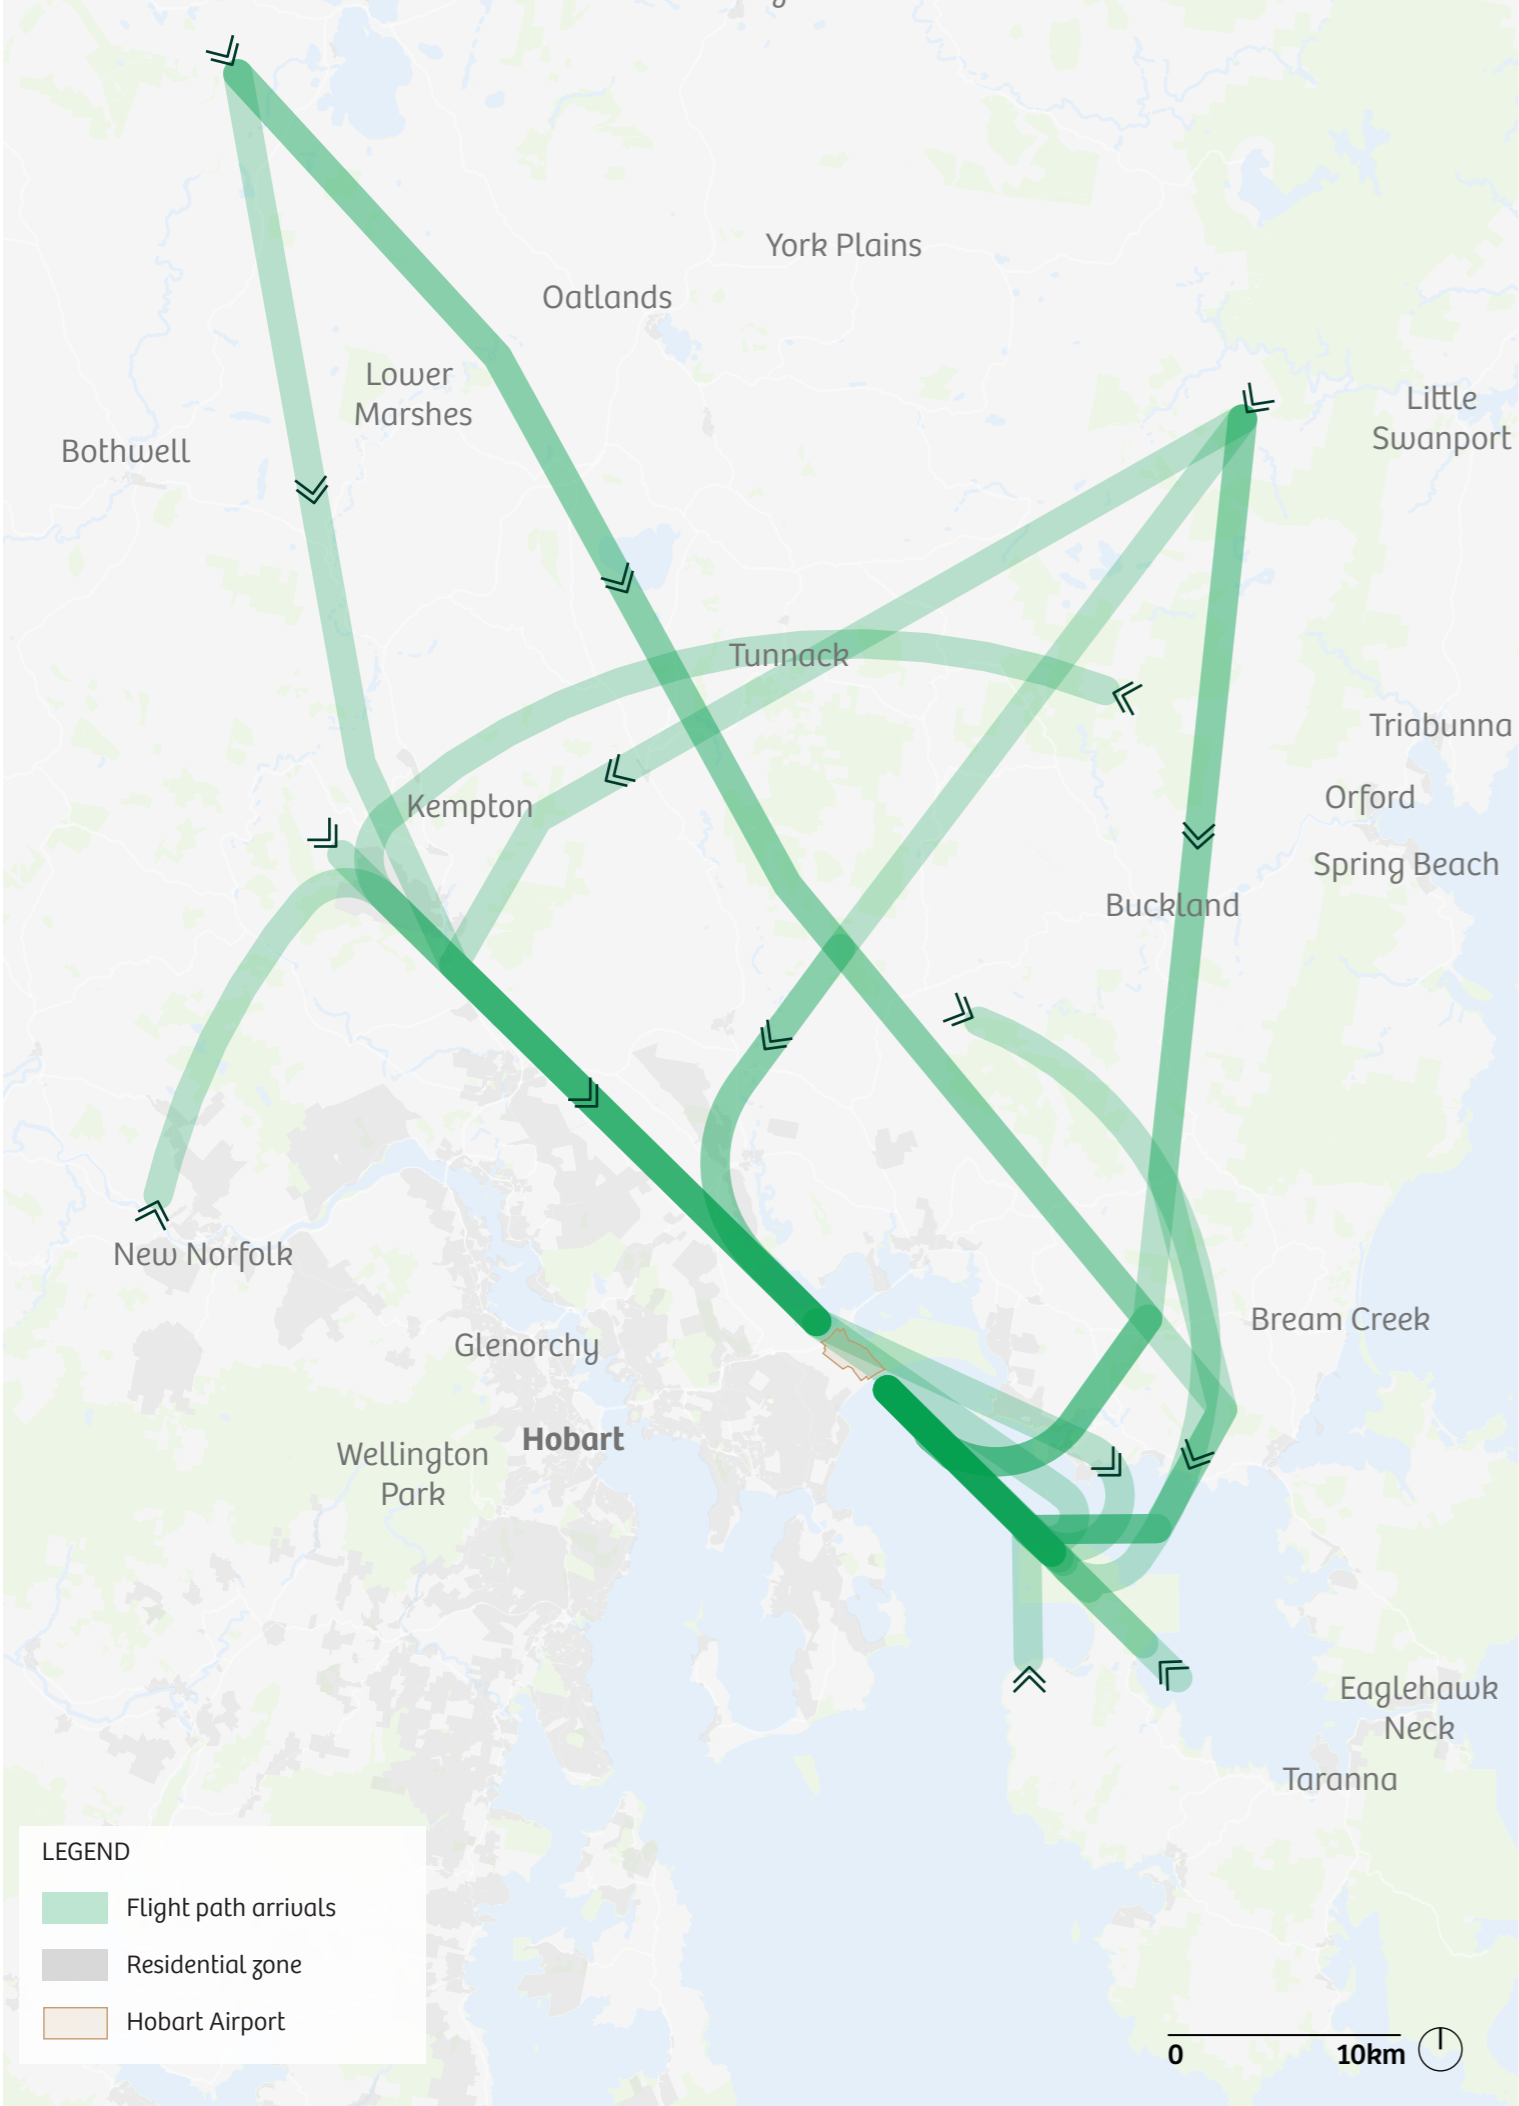 York Plains
Oatlands
Lower
Marshes
Little
Swanport
Bothwell
Tunnack
Triabunna
Kempton
Orford
Spring Beach
Buckland
New Norfolk
Bream Creek
Glenorchy
Hobart
Wellington
Park
Eaglehawk
Neck
Taranna
LEGEND
Flight path arrivals
Residential zone
Hobart Airport
0 10km